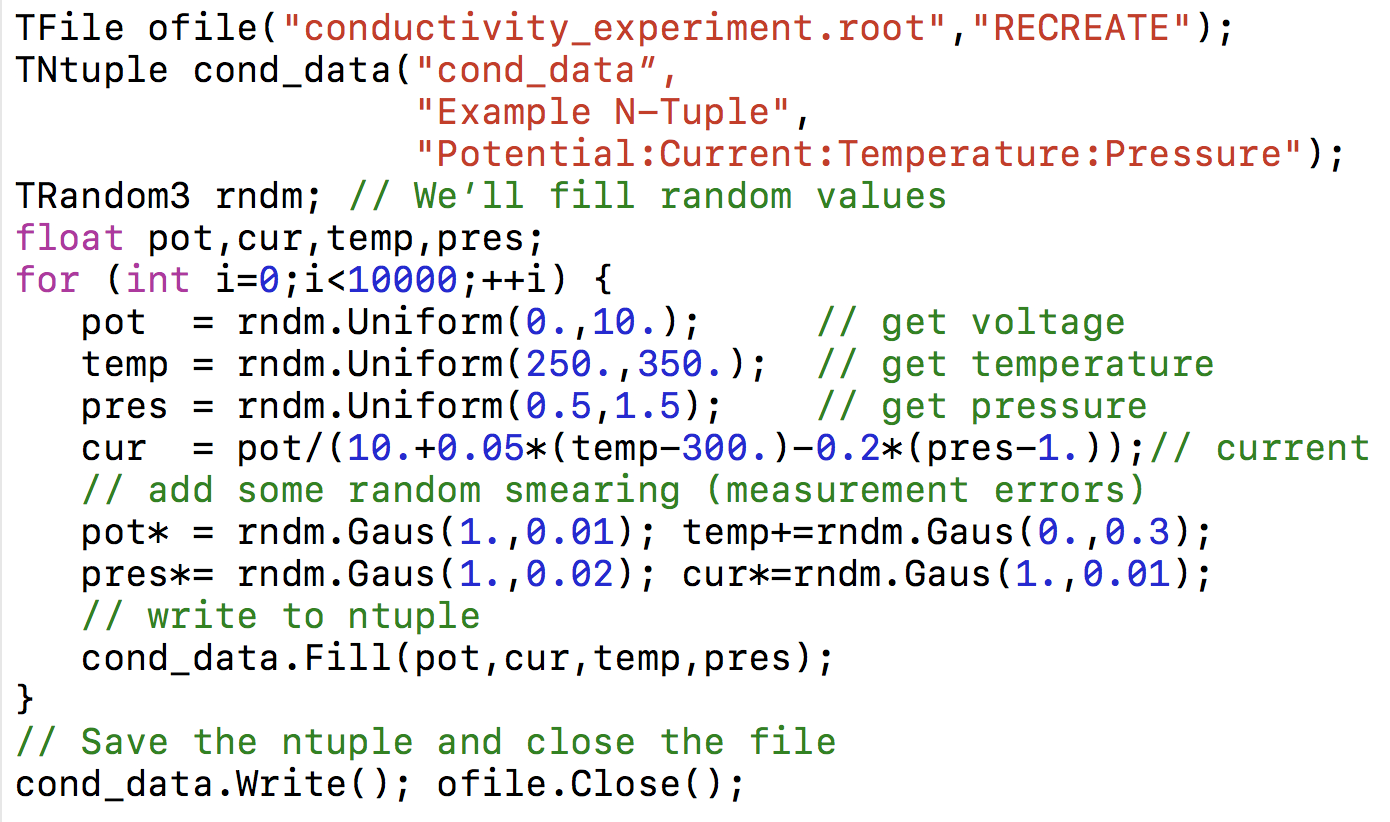 TFile ofile("conductivity_experiment.root","RECREATE");
TNtuple cond_data("cond_data”,
"Example N-Tuple",
"Potential:Current:Temperature:Pressure");
TRandom3 rndm; // We’ll fill random values
float pot,cur,temp,pres;
for (int i=0;i<10000;++i) {
pot  = rndm.Uniform(0.,10.);     // get voltage
temp = rndm.Uniform(250.,350.);  // get temperature
pres = rndm.Uniform(0.5,1.5);    // get pressure
cur  = pot/(10.+0.05*(temp-300.)-0.2*(pres-1.));// current
// add some random smearing (measurement errors)
pot* = rndm.Gaus(1.,0.01); temp+=rndm.Gaus(0.,0.3);
pres*= rndm.Gaus(1.,0.02); cur*=rndm.Gaus(1.,0.01);
// write to ntuple
cond_data.Fill(pot,cur,temp,pres);
}
// Save the ntuple and close the file
cond_data.Write(); ofile.Close();